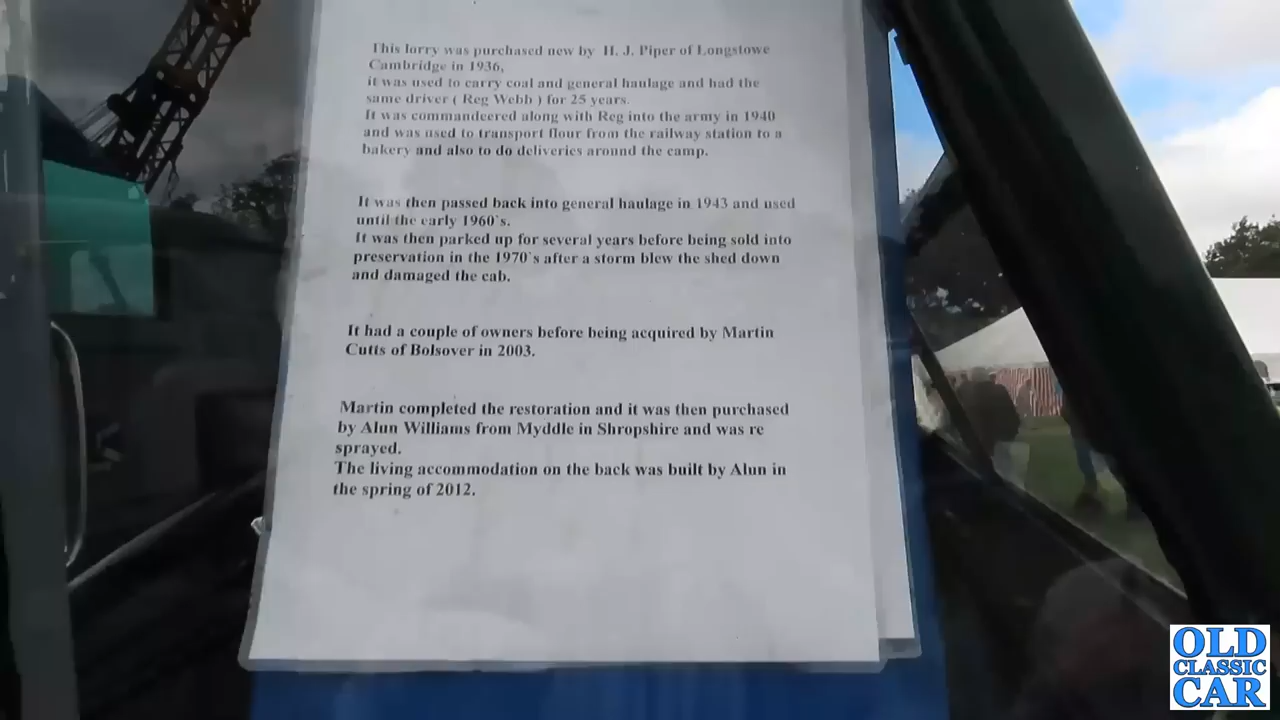 This lorry was purchased new by H. J. Piper of Longstowe
Cambridge in 1936,
it was used to carry coal and general haulage and had the
same driver ( Reg Webb ) for 25 years.
It was commandeered along with Reg into the army in 1940
and was used to transport flour from the railway station to a
bakery and also to do deliveries around the camp.
It was then passed back into general haulage in 1943 and used
until the early 1960`s.
It was then parked up for several years before being sold into
preservation in the 1970`s after a storm blew the shed down
and damaged the cab.
It had a couple of owners before being acquired by Martin
Cutts of Bolsover in 2003.
Martin completed the restoration and it was then purchased
by Alun Williams from Myddle in Shropshire and was re
sprayed.
The living accommodation on the back was built by Alun in
the spring of 2012.
OLD
CLASSIC
CAR